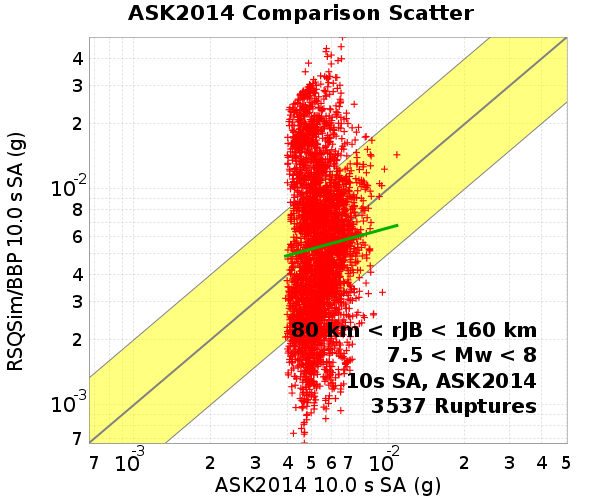 ASK2014 Comparison Scatter
RSQSim/BBP 10.0 s SA (g)
4
3
2
10-2
8
6
4
3
2
10-3
7
80 km < rJB < 160 km
7.5 < Mw < 8
10s SA, ASK2014
3537 Ruptures
7 10-3 2 3 4 5 6 7 10-2 2 3 4 5
ASK2014 10.0 s SA (g)